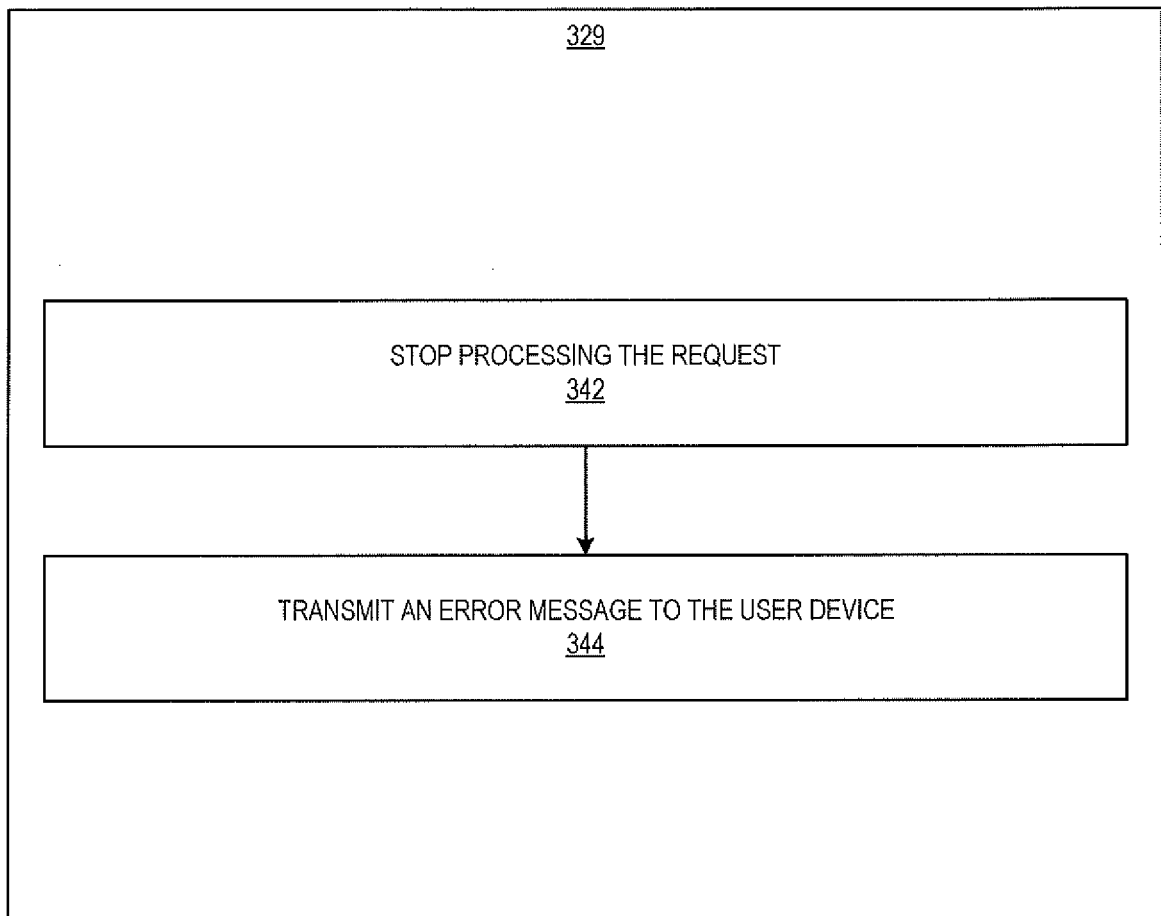 329
STOP PROCESSING THE REQUEST
342
TRANSMIT AN ERROR MESSAGE TO THE USER DEVICE
344